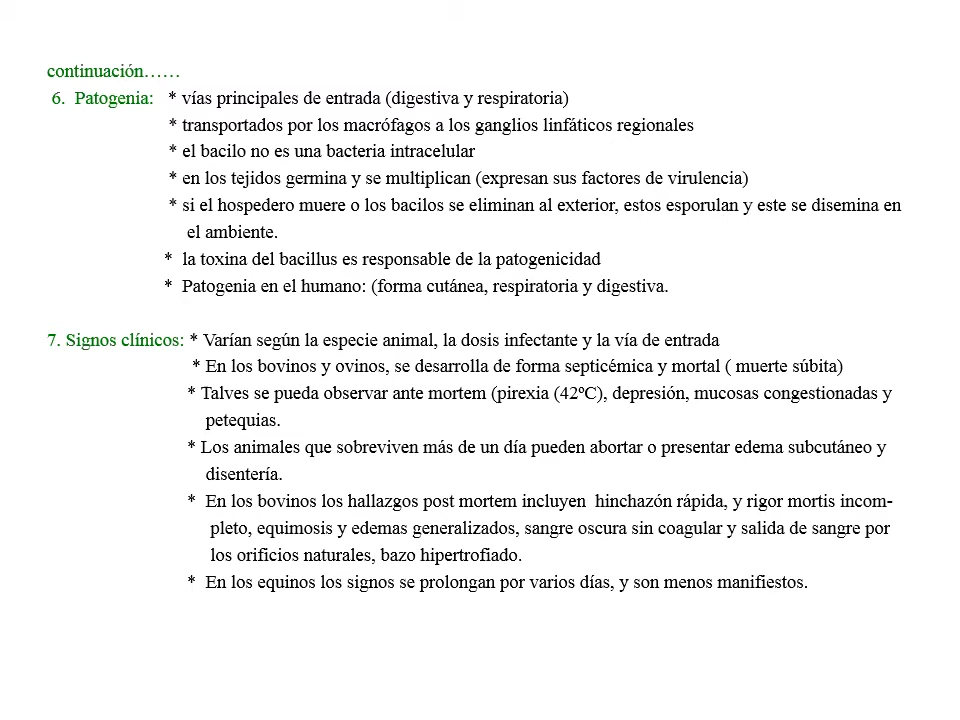 continuación……
6. Patogenia: * vías principales de entrada (digestiva y respiratoria)
* transportados por los macrófagos a los ganglios linfáticos regionales
* el bacilo no es una bacteria intracelular
* en los tejidos germina y se multiplican (expresan sus factores de virulencia)
* si el hospedero muere o los bacilos se eliminan al exterior, estos esporulan y este se disemina en
el ambiente.
* la toxina del bacillus es responsable de la patogenicidad
* Patogenia en el humano: (forma cutánea, respiratoria y digestiva.
7. Signos clínicos: * Varían según la especie animal, la dosis infectante y la vía de entrada
* En los bovinos y ovinos, se desarrolla de forma septicémica y mortal ( muerte súbita)
* Talves se pueda observar ante mortem (pirexia (42ºC), depresión, mucosas congestionadas y
petequias.
* Los animales que sobreviven más de un día pueden abortar o presentar edema subcutáneo y
disentería.
* En los bovinos los hallazgos post mortem incluyen hinchazón rápida, y rigor mortis incom-
pleto, equimosis y edemas generalizados, sangre oscura sin coagular y salida de sangre por
los orificios naturales, bazo hipertrofiado.
* En los equinos los signos se prolongan por varios días, y son menos manifiestos.